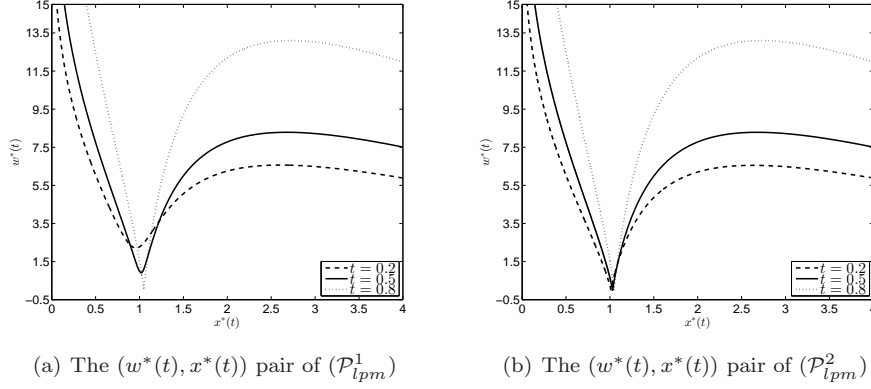 15
13.5
11.5
9.5
7.5
5.5
3.5
1.5
−0.5
w*(t)
0 0.5 1 1.5 2 2.5 3 3.5 4
x*(t)
t = 0.2
t = 0.5
t = 0.8
(a) The (w*(t), x*(t)) pair of (𝒫¹ₗₚₘ)
15
13.5
11.5
9.5
7.5
5.5
3.5
1.5
−0.5
w*(t)
0 0.5 1 1.5 2 2.5 3 3.5 4
x*(t)
t = 0.2
t = 0.5
t = 0.8
(b) The (w*(t), x*(t)) pair of (𝒫²ₗₚₘ)